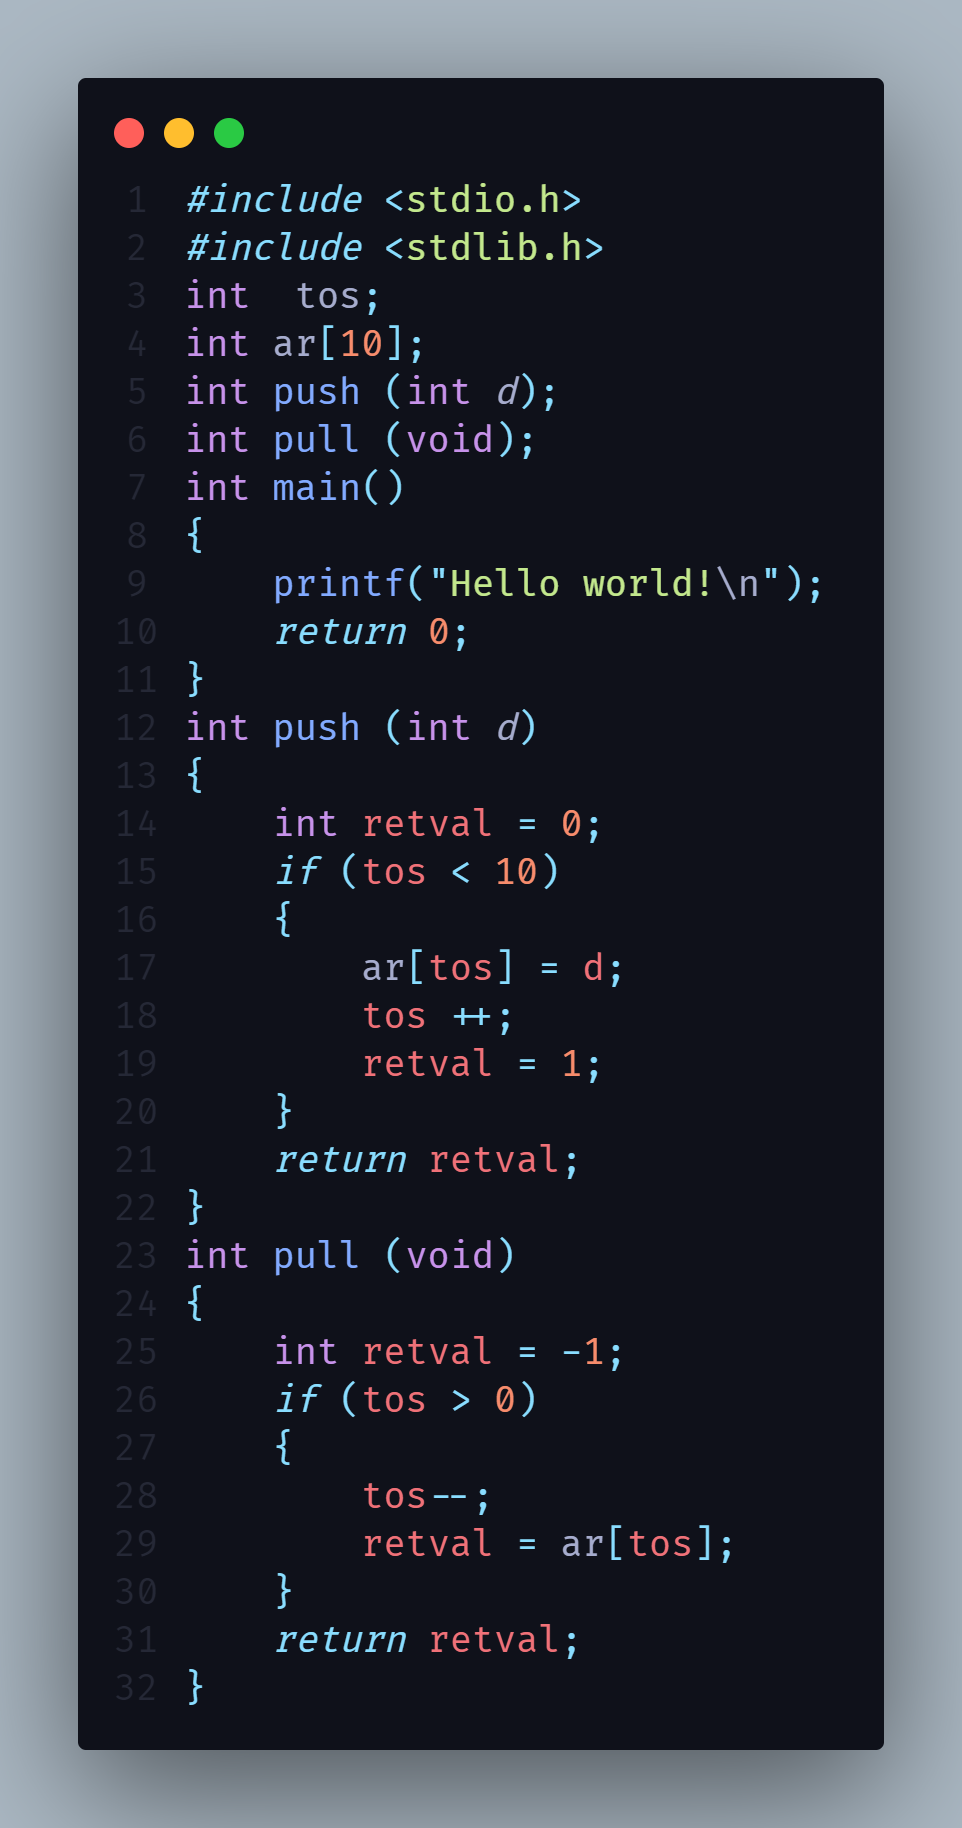 1 #include <stdio.h>
2 #include <stdlib.h>
3 int  tos;
4 int ar[10];
5 int push (int d);
6 int pull (void);
7 int main()
8 {
9     printf("Hello world!\n");
10     return 0;
11 }
12 int push (int d)
13 {
14     int retval = 0;
15     if (tos < 10)
16     {
17         ar[tos] = d;
18         tos ++;
19         retval = 1;
20     }
21     return retval;
22 }
23 int pull (void)
24 {
25     int retval = -1;
26     if (tos > 0)
27     {
28         tos--;
29         retval = ar[tos];
30     }
31     return retval;
32 }